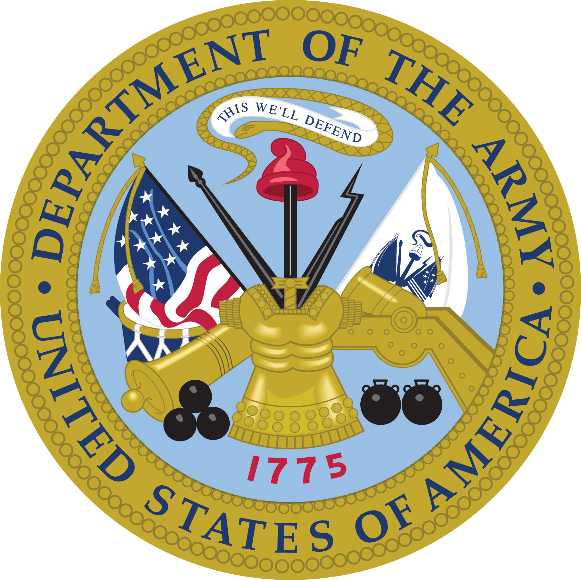 DEPARTMENT OF THE ARMY
THIS WE'LL DEFEND
1775
• UNITED STATES OF AMERICA •